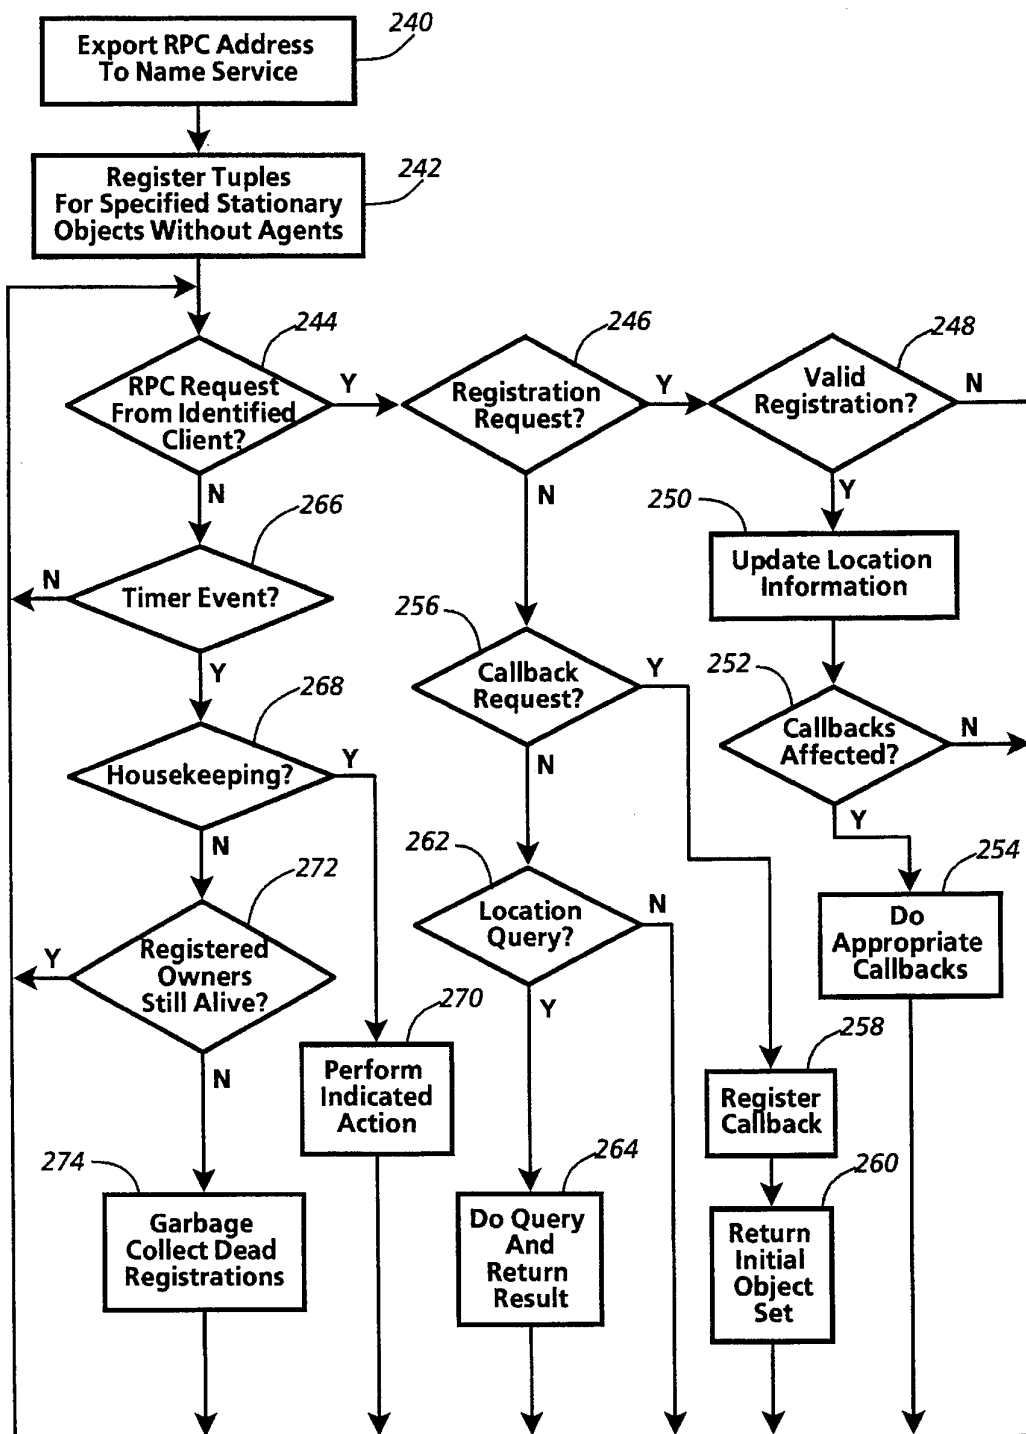 240
Export RPC Address
To Name Service
242
Register Tuples
For Specified Stationary
Objects Without Agents
244
RPC Request
From Identified
Client?
Y
N
246
Registration
Request?
Y
N
248
Valid
Registration?
N
Y
250
Update Location
Information
252
Callbacks
Affected?
N
Y
254
Do
Appropriate
Callbacks
256
Callback
Request?
Y
N
258
Register
Callback
260
Return
Initial
Object
Set
262
Location
Query?
N
Y
264
Do Query
And
Return
Result
266
Timer Event?
N
Y
268
Housekeeping?
Y
N
270
Perform
Indicated
Action
272
Registered
Owners
Still Alive?
Y
N
274
Garbage
Collect Dead
Registrations